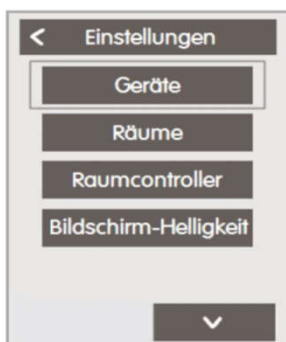 Einstellungen
Geräte
Räume
Raumcontroller
Bildschirm-Helligkeit